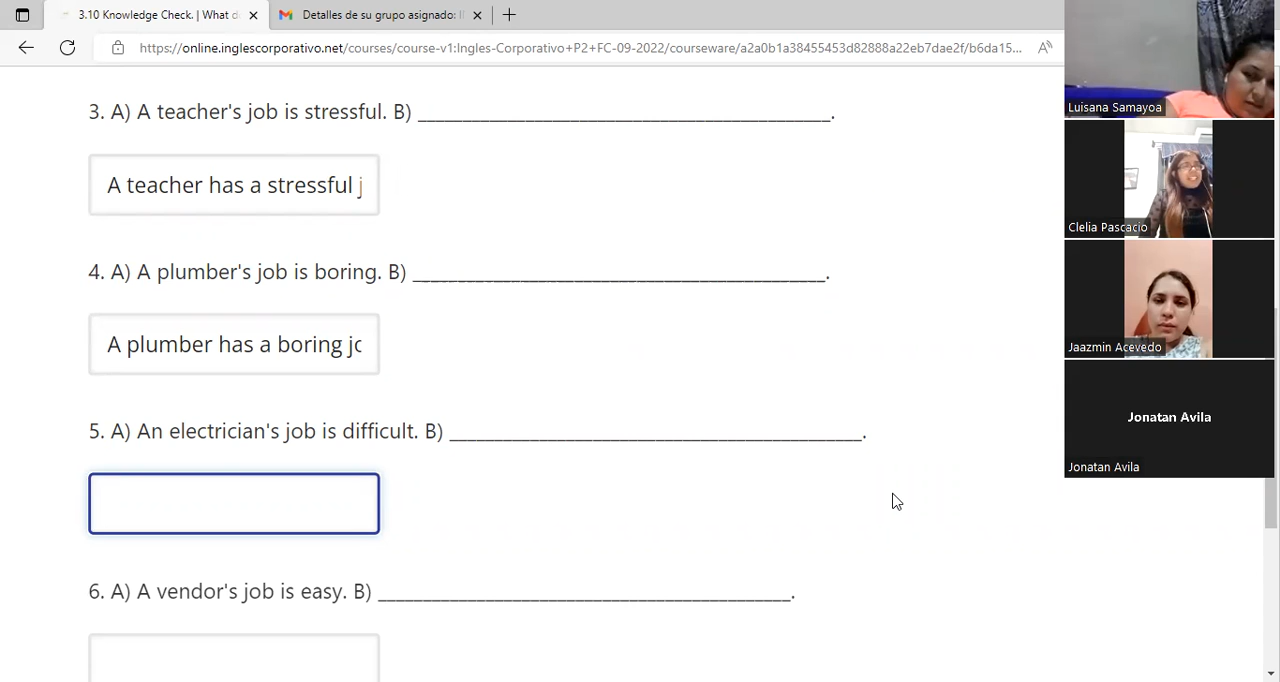 3.10 Knowledge Check. | What d
Detalles de su grupo asignado: I
https://online.inglescorporativo.net/courses/course-v1:Ingles-Corporativo+P2+FC-09-2022/courseware/a2a0b1a38455453d82888a22eb7dae2f/b6da15...
3. A) A teacher's job is stressful. B) ________________________________________.
A teacher has a stressful j
4. A) A plumber's job is boring. B) ________________________________________.
A plumber has a boring jo
5. A) An electrician's job is difficult. B) ________________________________________.
6. A) A vendor's job is easy. B) ________________________________________.
Luisana Samayoa
Clelia Pascacio
Jaazmin Acevedo
Jonatan Avila
Jonatan Avila